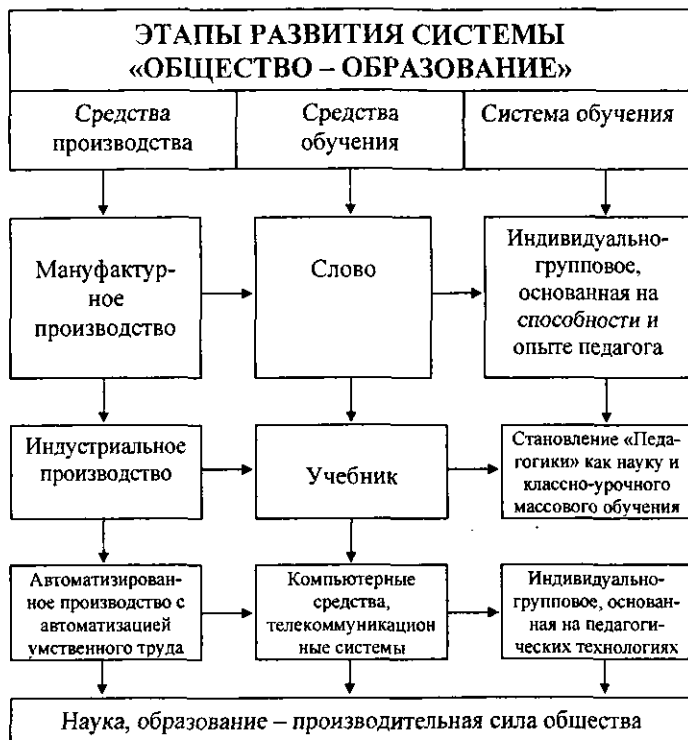 ЭТАПЫ РАЗВИТИЯ СИСТЕМЫ
«ОБЩЕСТВО – ОБРАЗОВАНИЕ»
Средства
производства
Средства
обучения
Система обучения
Мануфактур-
ное
производство
Слово
Индивидуально-
групповое,
основанная на
способности и
опыте педагога
Индустриальное
производство
Учебник
Становление «Педа-
гогики» как науку и
классно-урочного
массового обучения
Автоматизирован-
ное производство с
автоматизацией
умственного труда
Компьютерные
средства,
телекоммуникацион
ные системы
Индивидуально-
групповое, основан-
ная на педагоги-
ческих технологиях
Наука, образование – производительная сила общества